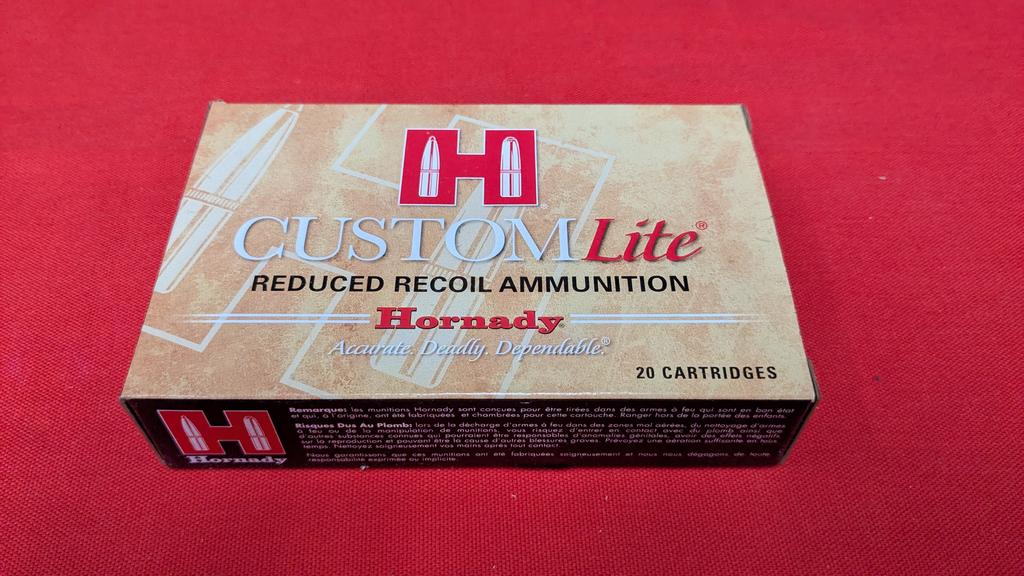 H
CUSTOM Lite®
REDUCED RECOIL AMMUNITION
Hornady
Accurate. Deadly. Dependable.®
20 CARTRIDGES
H
Hornady
Remarque: les munitions Hornady sont conçues pour être tirées dans des armes à feu qui sont en bon état
et qui, à l'origine, ont été fabriquées et chambrées pour cette cartouche. Ranger hors de la portée des enfants.
Risques Dus Au Plomb: lors de la décharge d'armes à feu dans des zones mal aérées, du nettoyage d'armes
à feu ou de la manipulation de munitions, vous risquez d'entrer en contact avec du plomb ainsi que
d'autres substances connues qui pourraient être responsables d'anomalies géniales, avoir des effets négatifs
sur la reproduction et pouvant être la cause d'autres blessures graves. Prévoyez une aération suffisante en tous
temps. Nettoyez soigneusement vos mains après tout contact.
Nous garantissons que ces munitions ont été fabriquées soigneusement et nous nous dégageons de toute
responsabilité exprimée ou implicite.